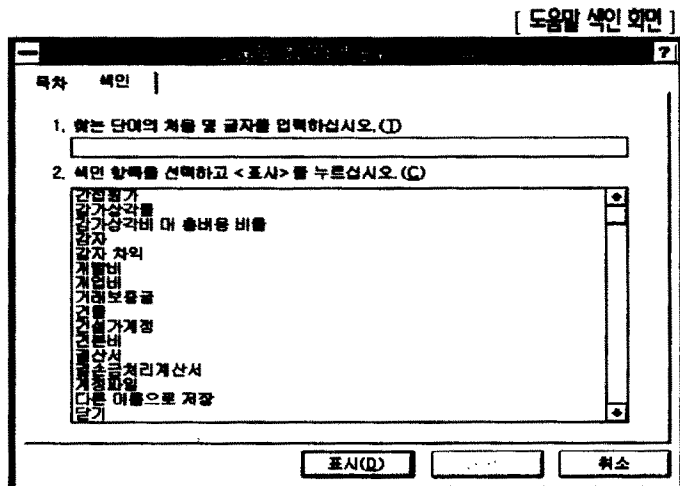 [ 도움말 색인 화면 ]
?
목차 색인
1. 찾는 단어의 처음 몇 글자를 입력하십시오.(T)
2. 색인 항목을 선택하고 <표시>를 누르십시오.(C)
간접원가
감가상각률
감가상각비 대 총비용 비율
감자
감자 차익
개발비
개업비
거래보증금
건물
건설가계정
견본비
결산서
결손금처리계산서
계정파일
다른 이름으로 저장
닫기
표시(D) 취소